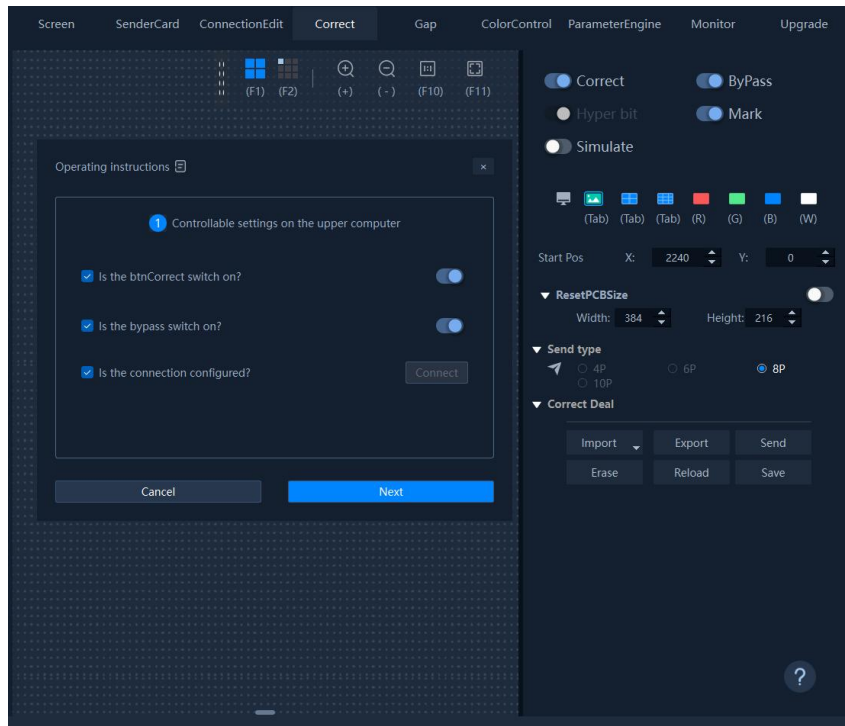 Screen SenderCard ConnectionEdit Correct Gap ColorControl ParameterEngine Monitor Upgrade
(F1) (F2) (+) (-) (F10) (F11)
Operating instructions
1 Controllable settings on the upper computer
Is the btnCorrect switch on?
Is the bypass switch on?
Is the connection configured? Connect
Cancel Next
Correct ByPass
Hyper bit Mark
Simulate
(Tab) (Tab) (Tab) (R) (G) (B) (W)
Start Pos X: 2240 Y: 0
ResetPCBSize
Width: 384 Height: 216
Send type
4P 6P 8P
10P
Correct Deal
Import Export Send
Erase Reload Save
?